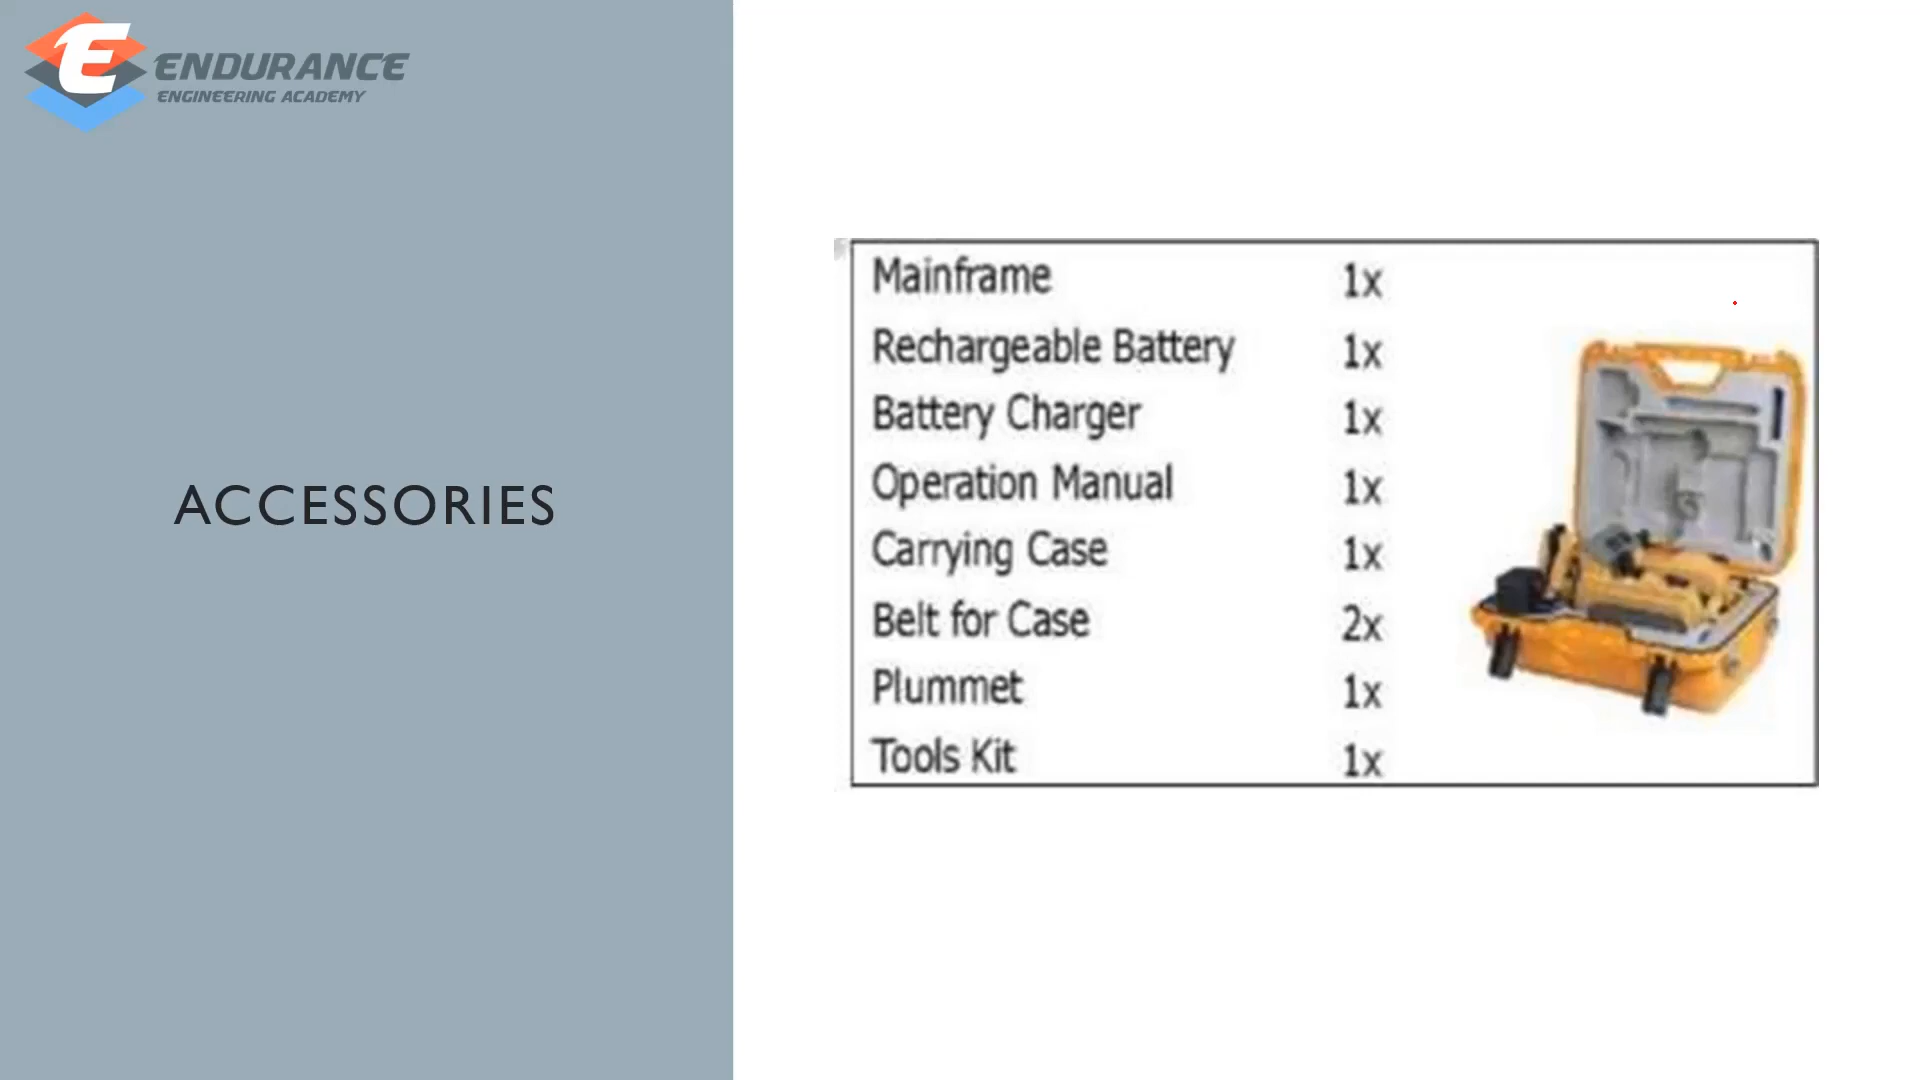 ENDURANCE
ENGINEERING ACADEMY
ACCESSORIES
Mainframe 1x
Rechargeable Battery 1x
Battery Charger 1x
Operation Manual 1x
Carrying Case 1x
Belt for Case 2x
Plummet 1x
Tools Kit 1x